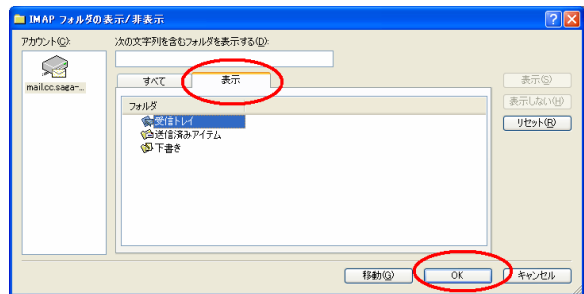 IMAP フォルダの表示/非表示
アカウント(C):
次の文字列を含むフォルダを表示する(D):
mail.cc.saga-...
すべて
表示
フォルダ
受信トレイ
送信済みアイテム
下書き
表示(S)
表示しない(H)
リセット(R)
移動(G)
OK
キャンセル